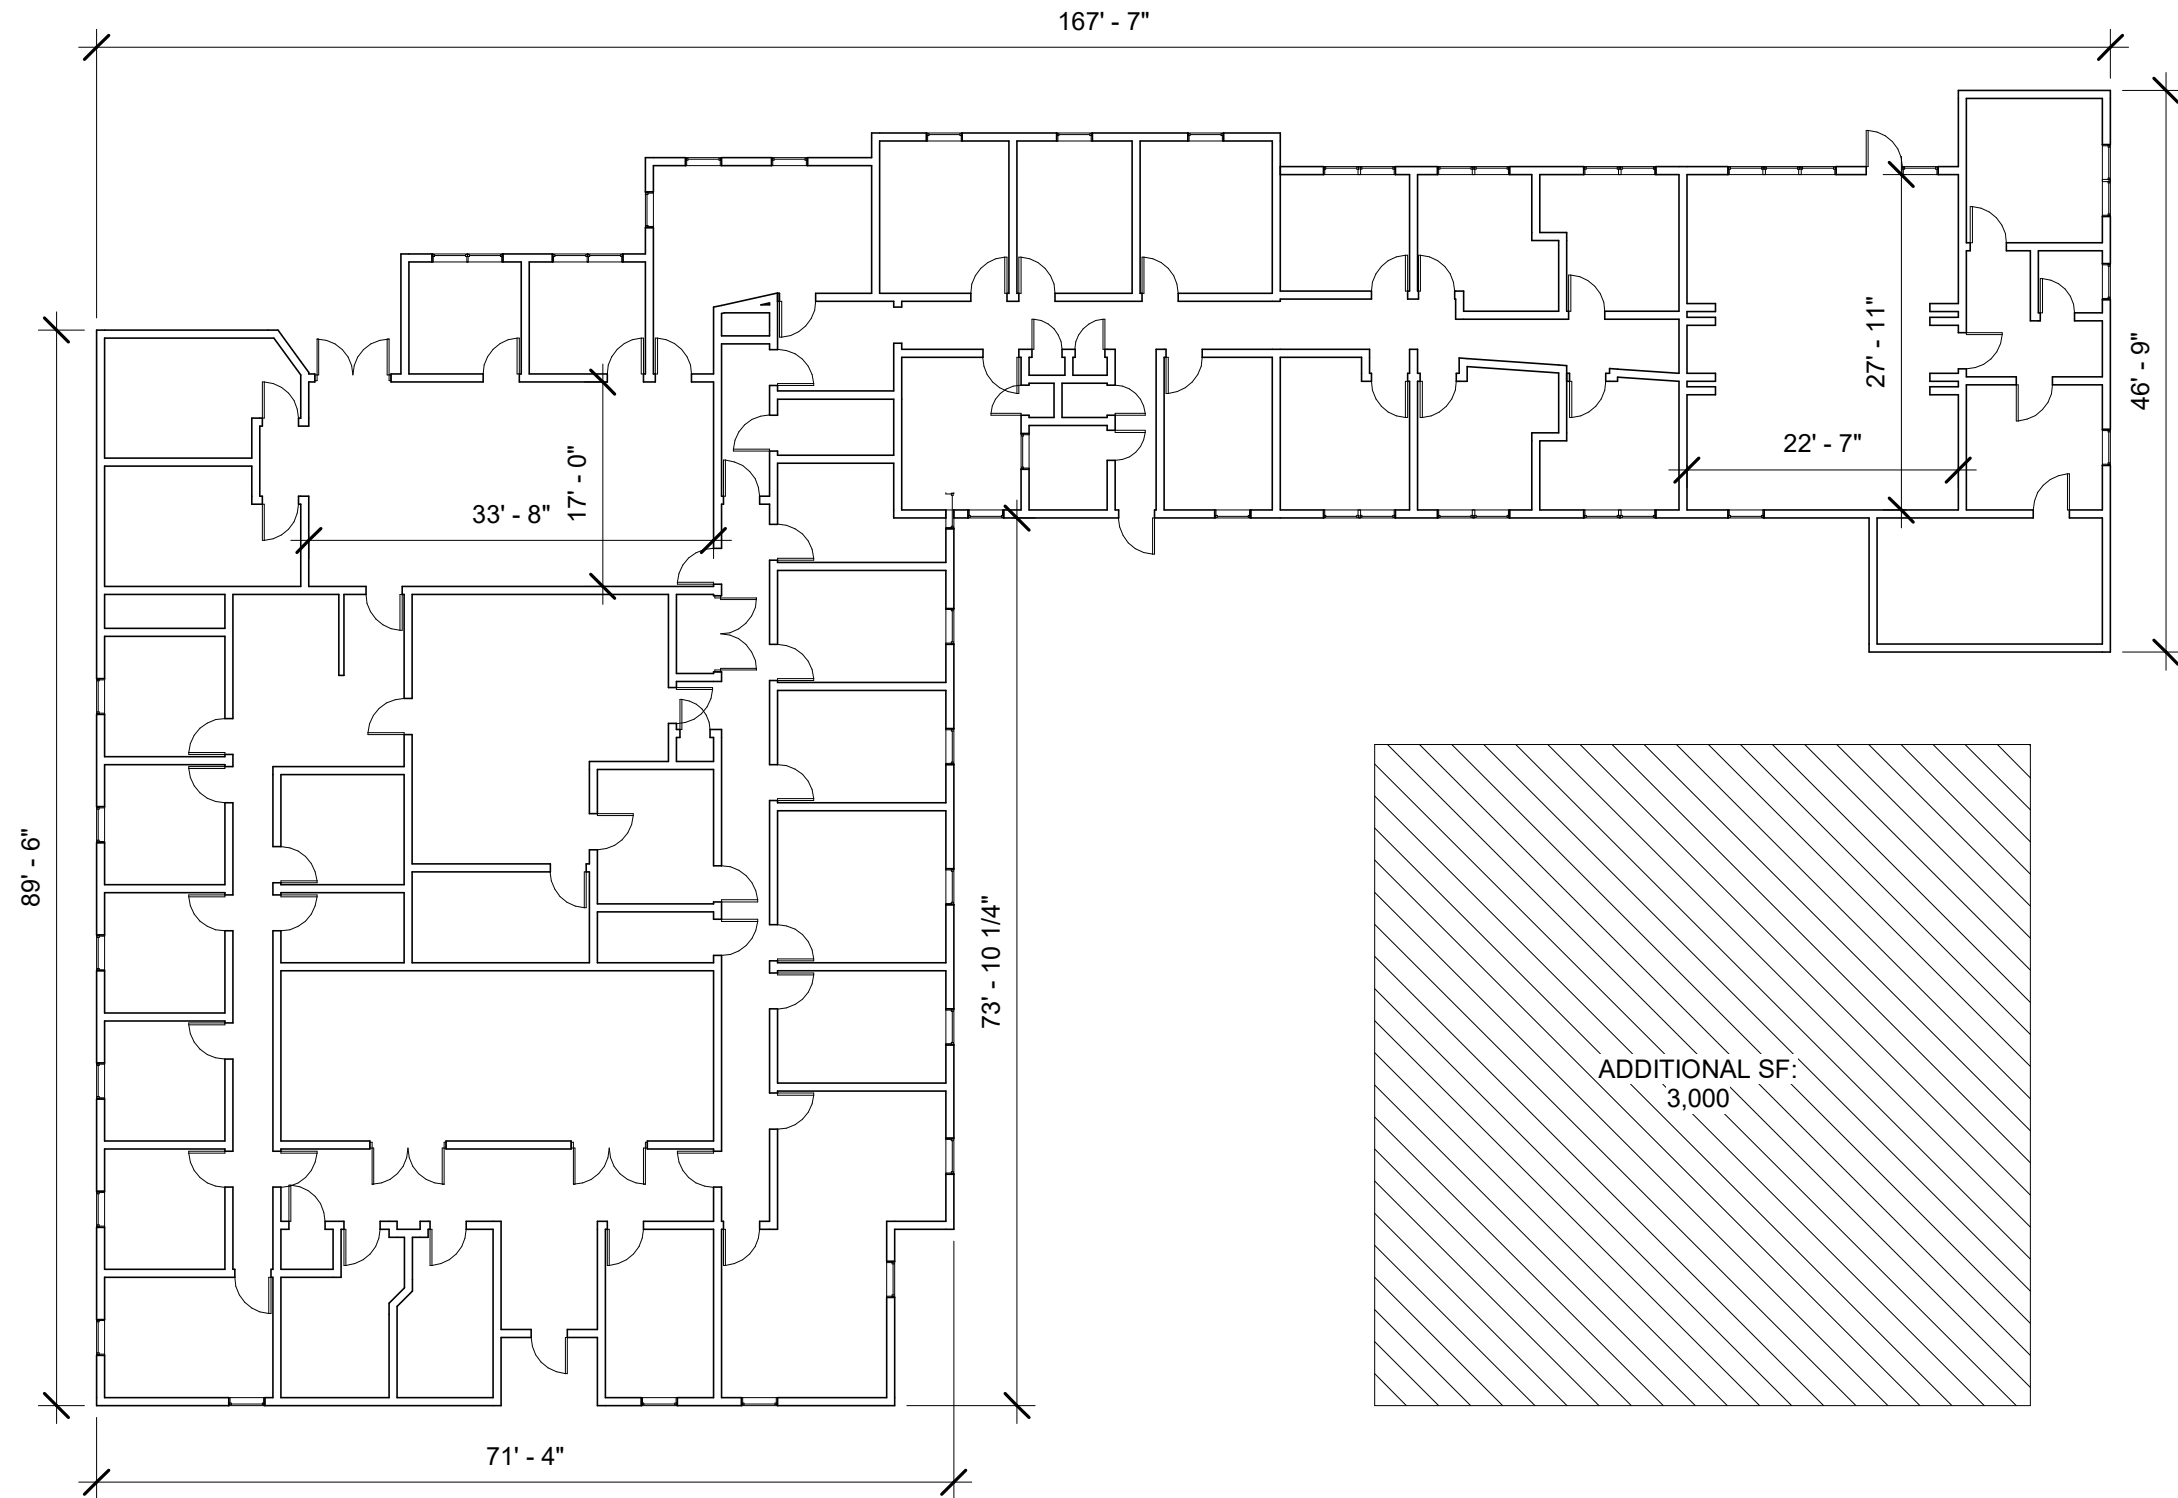 167' - 7"
46' - 9"
27' - 11"
22' - 7"
17' - 0"
33' - 8"
89' - 6"
73' - 10 1/4"
ADDITIONAL SF:
3,000
71' - 4"